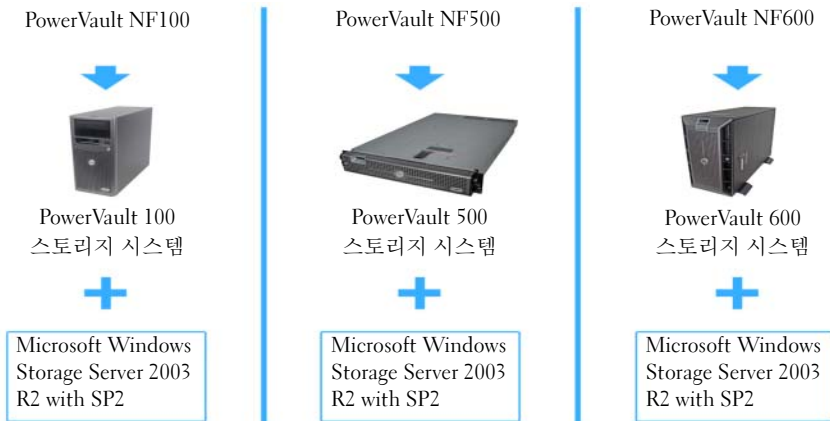 PowerVault NF100
PowerVault 100
스토리지 시스템
Microsoft Windows
Storage Server 2003
R2 with SP2
PowerVault NF500
PowerVault 500
스토리지 시스템
Microsoft Windows
Storage Server 2003
R2 with SP2
PowerVault NF600
PowerVault 600
스토리지 시스템
Microsoft Windows
Storage Server 2003
R2 with SP2